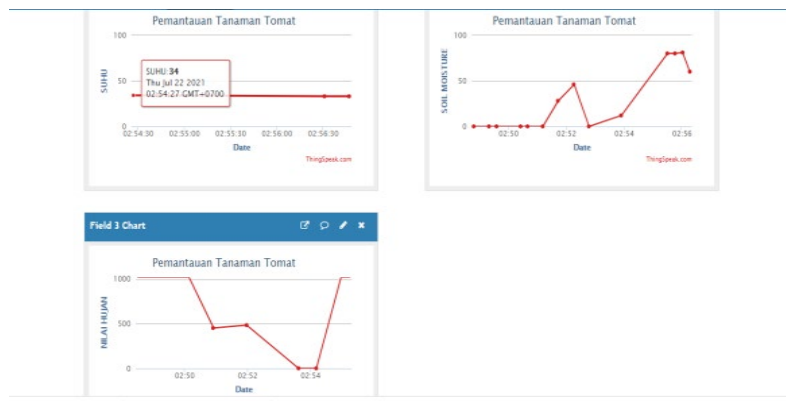 Pemantauan Tanaman Tomat
100
50
0
SUHU
SUHU:34
Thu Jul 22 2021
02:54:27 GMT+0700
02:54:30 02:55:00 02:55:30 02:56:00 02:56:30
Date
ThingSpeak.com
Pemantauan Tanaman Tomat
100
50
0
SOIL MOISTURE
02:50 02:52 02:54 02:56
Date
ThingSpeak.com
Field 3 Chart
Pemantauan Tanaman Tomat
1000
500
0
NILAI HUJAN
02:50 02:52 02:54
Date